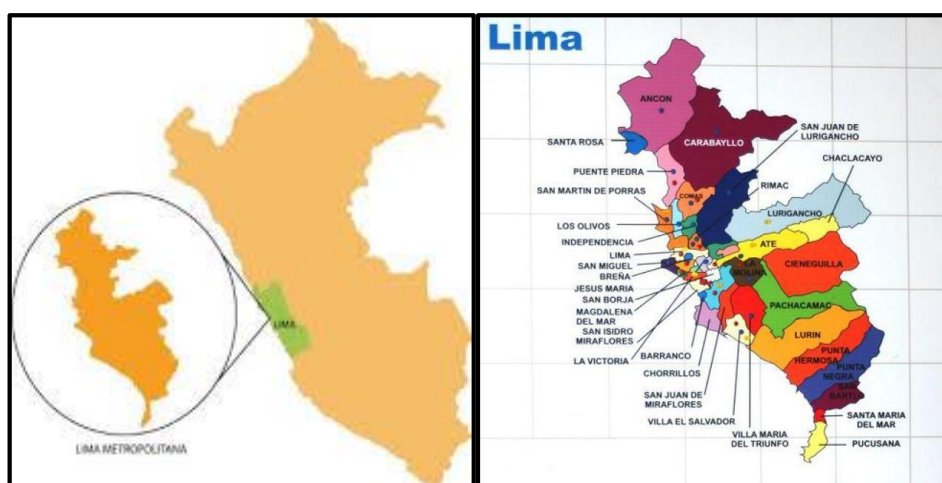 LIMA
LIMA METROPOLITANA
Lima
ANCON
SANTA ROSA
CARABAYLLO
SAN JUAN DE
LURIGANCHO
PUENTE PIEDRA
CHACLACAYO
SAN MARTIN DE PORRAS
COMAS
RIMAC
LURIGANCHO
LOS OLIVOS
INDEPENDENCIA
ATE
LIMA
CIENEGUILLA
SAN MIGUEL
LA
MOLINA
BREÑA
JESUS MARIA
SAN BORJA
PACHACAMAC
MAGDALENA
DEL MAR
SAN ISIDRO
MIRAFLORES
LURIN
LA VICTORIA
BARRANCO
PUNTA
HERMOSA
CHORRILLOS
PUNTA
NEGRA
SAN
BARTOLO
SAN JUAN DE
MIRAFLORES
VILLA EL SALVADOR
SANTA MARIA
DEL MAR
VILLA MARIA
DEL TRIUNFO
PUCUSANA